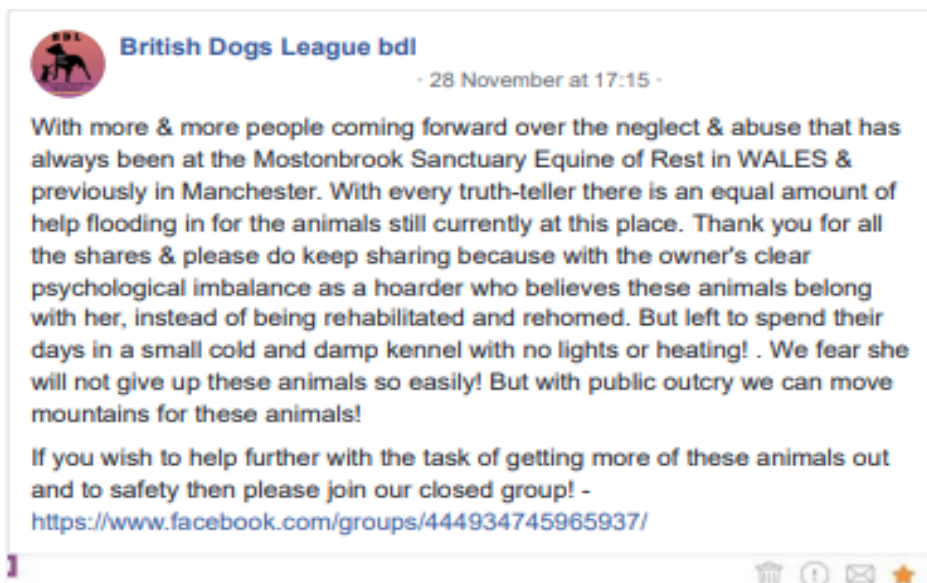 BDL
British Dogs League bdl
· 28 November at 17:15 ·
With more & more people coming forward over the neglect & abuse that has
always been at the Mostonbrook Sanctuary Equine of Rest in WALES &
previously in Manchester. With every truth-teller there is an equal amount of
help flooding in for the animals still currently at this place. Thank you for all
the shares & please do keep sharing because with the owner's clear
psychological imbalance as a hoarder who believes these animals belong
with her, instead of being rehabilitated and rehomed. But left to spend their
days in a small cold and damp kennel with no lights or heating! . We fear she
will not give up these animals so easily! But with public outcry we can move
mountains for these animals!
If you wish to help further with the task of getting more of these animals out
and to safety then please join our closed group! -
https://www.facebook.com/groups/444934745965937/